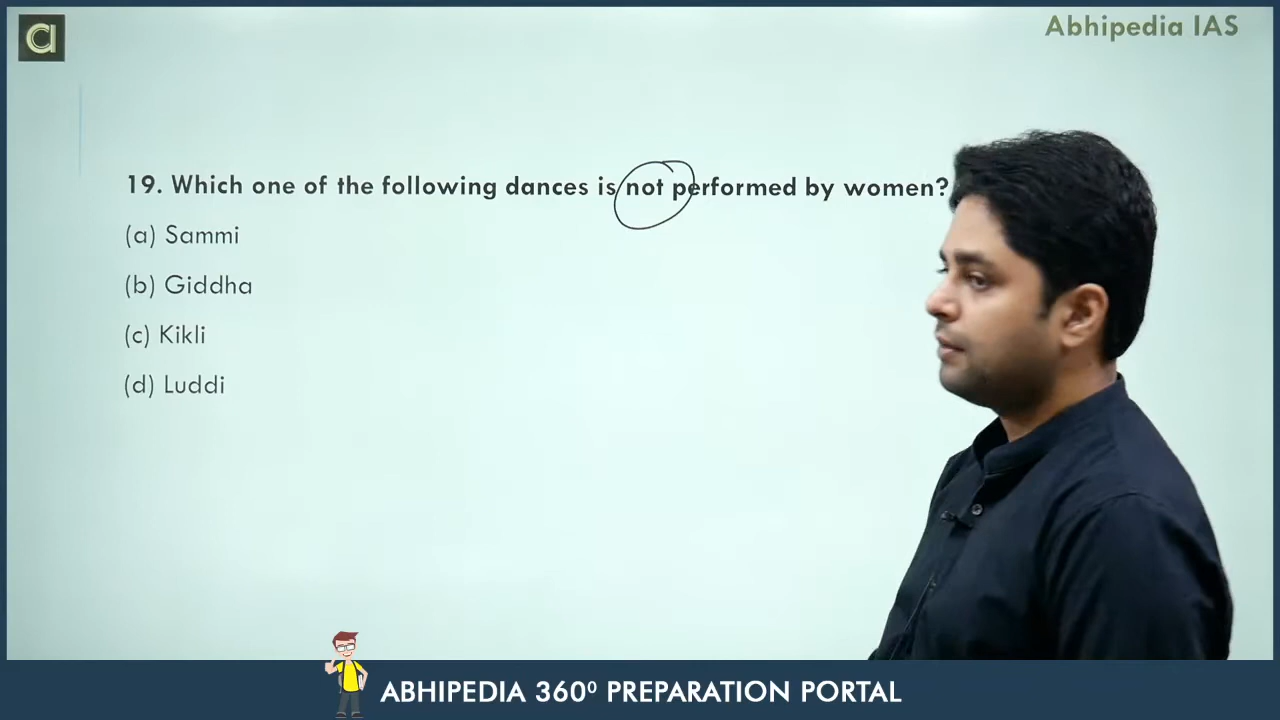 Abhipedia IAS
19. Which one of the following dances is not performed by women?
(a) Sammi
(b) Giddha
(c) Kikli
(d) Luddi
ABHIPEDIA 360⁰ PREPARATION PORTAL